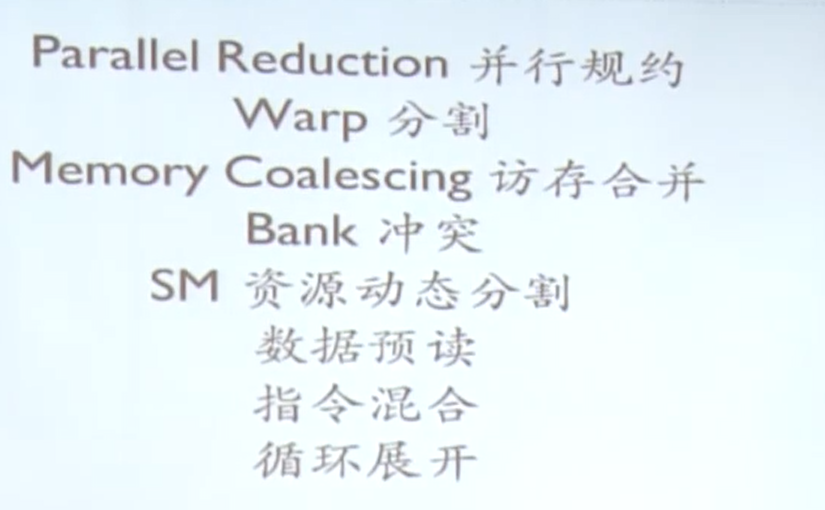 Parallel Reduction 并行规约
Warp 分割
Memory Coalescing 访存合并
Bank 冲突
SM 资源动态分割
数据预读
指令混合
循环展开